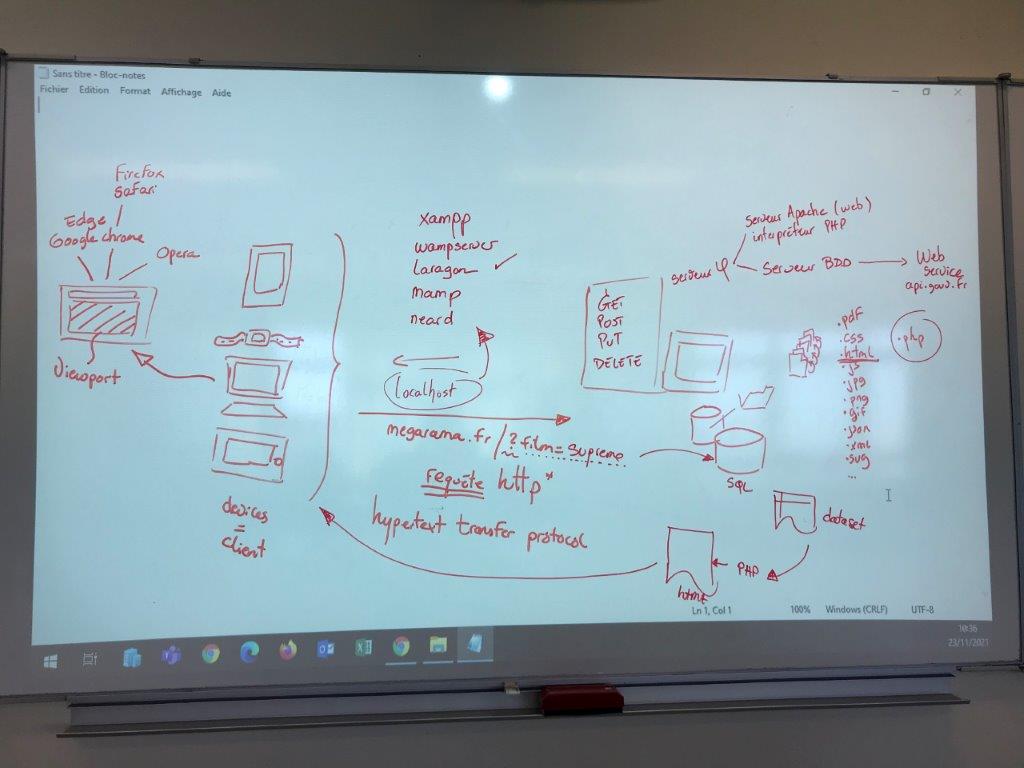 Sans titre - Bloc-notes
Fichier Edition Format Affichage Aide
Firefox
safari
Edge
Google chrome
Opera
Viewport
devices
=
client
xampp
wampserver
laragon ✓
mamp
neard
localhost
megarama.fr/?film=Supreme
requête http*
hypertext transfer protocol
GET
POST
PUT
DELETE
serveur
serveur Apache (web)
interpréteur PHP
Serveur BDD
Web
service
api.gouv.fr
.pdf
.css
.html
.js
.jpg
.png
.gif
.json
.xml
.svg
...
.php
SQL
dataset
PHP
html
Ln 1, Col 1 100% Windows (CRLF) UTF-8
10:36
23/11/2021